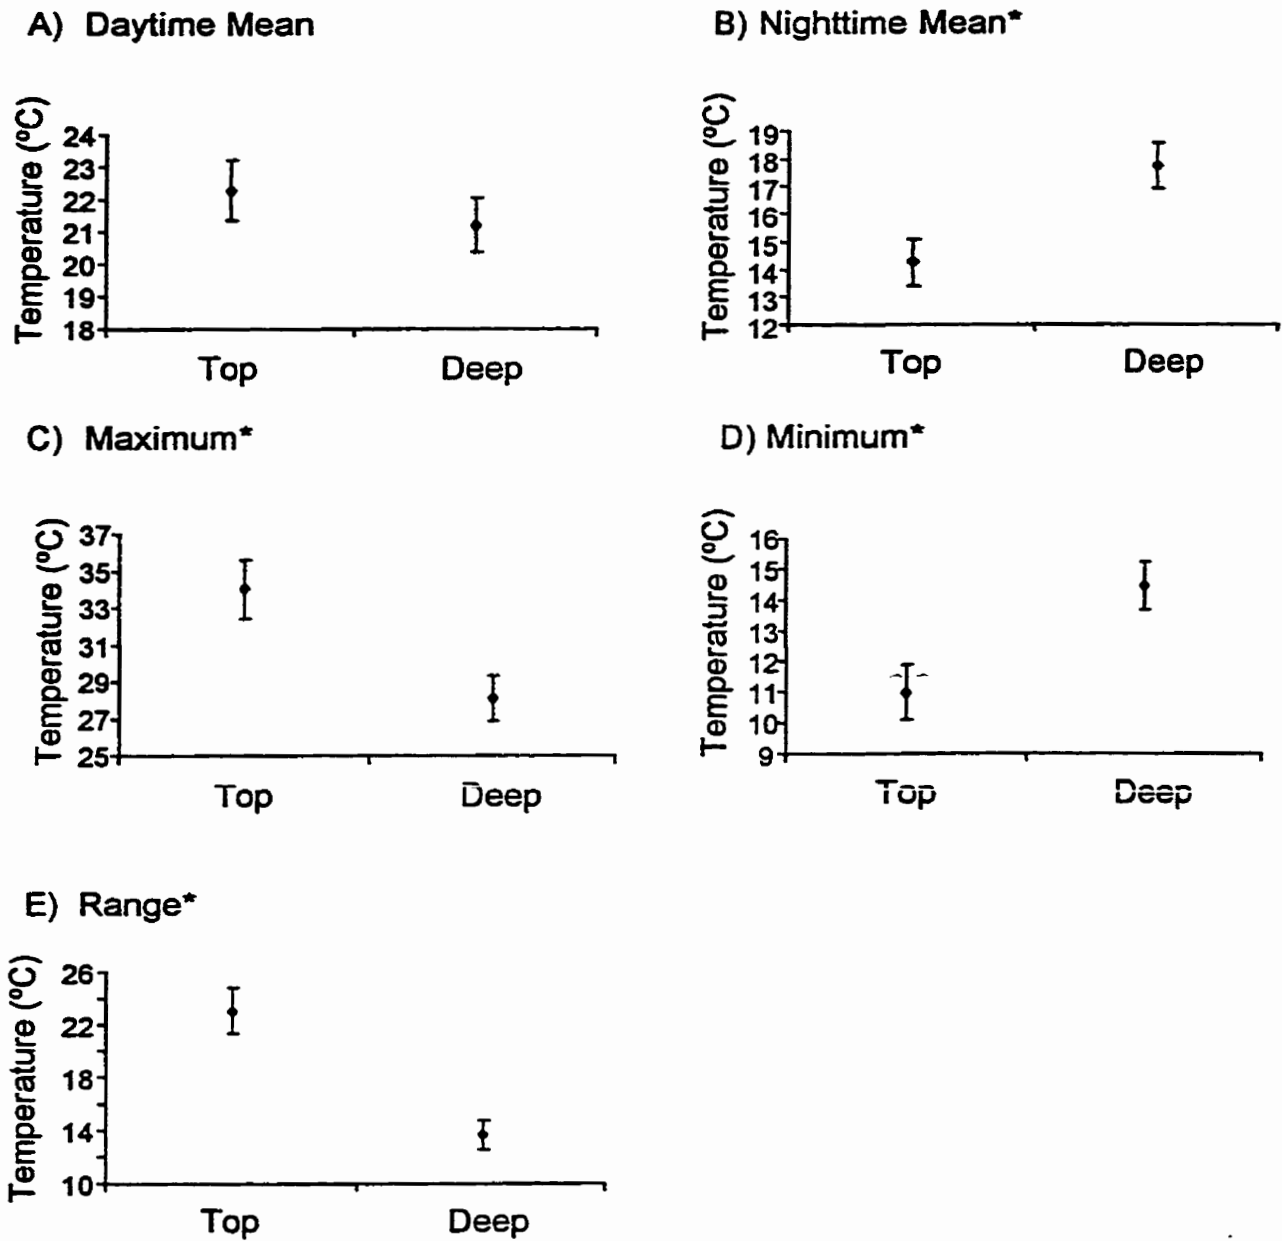 A) Daytime Mean
Temperature (ºC)
24
23
22
21
20
19
18
Top Deep
B) Nighttime Mean*
Temperature (ºC)
19
18
17
16
15
14
13
12
Top Deep
C) Maximum*
Temperature (ºC)
37
35
33
31
29
27
25
Top Deep
D) Minimum*
Temperature (ºC)
16
15
14
13
12
11
10
9
Top Deep
E) Range*
Temperature (ºC)
26
22
18
14
10
Top Deep